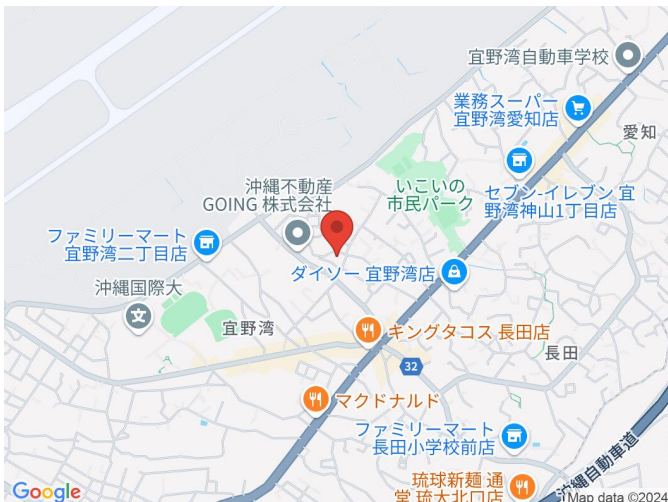 宜野湾自動車学校
業務スーパー
宜野湾愛知店
愛知
沖縄不動産
GOING 株式会社
いこいの
市民パーク
セブン-イレブン 宜
野湾神山1丁目店
ファミリーマート
宜野湾二丁目店
ダイソー 宜野湾店
沖縄国際大
宜野湾
キングタコス 長田店
長田
32
マクドナルド
ファミリーマート
長田小学校前店
沖縄自動車道
琉球新麺 通
堂 琉大北口店
Google
Map data ©2024